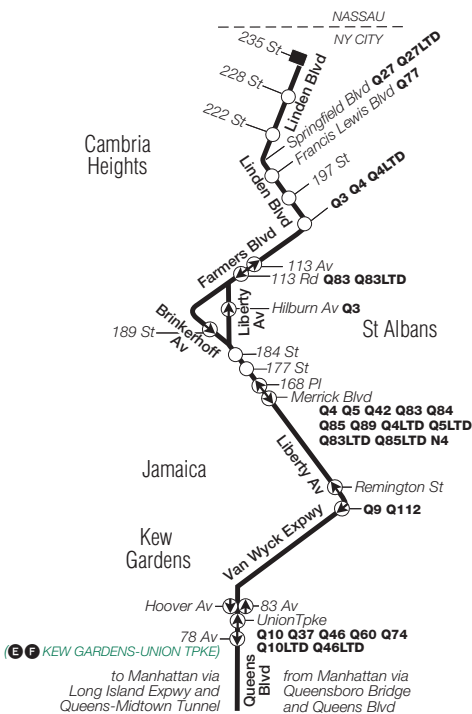 NASSAU
NY CITY
235 St
228 St
222 St
Linden Blvd
Springfield Blvd Q27 Q27LTD
Francis Lewis Blvd Q77
Cambria
Heights
Linden Blvd
197 St
Q3 Q4 Q4LTD
Farmers Blvd
113 Av
113 Rd Q83 Q83LTD
Hilburn Av Q3
Liberty
Av
St Albans
Brinkerhoff
Av
189 St
184 St
177 St
168 Pl
Merrick Blvd
Q4 Q5 Q42 Q83 Q84
Q85 Q89 Q4LTD Q5LTD
Q83LTD Q85LTD N4
Liberty Av
Jamaica
Remington St
Q9 Q112
Kew
Gardens
Van Wyck Expwy
Hoover Av
83 Av
UnionTpke
78 Av
Q10 Q37 Q46 Q60 Q74
Q10LTD Q46LTD
(E F KEW GARDENS-UNION TPKE)
Queens
Blvd
to Manhattan via
Long Island Expwy and
Queens-Midtown Tunnel
from Manhattan via
Queensboro Bridge
and Queens Blvd